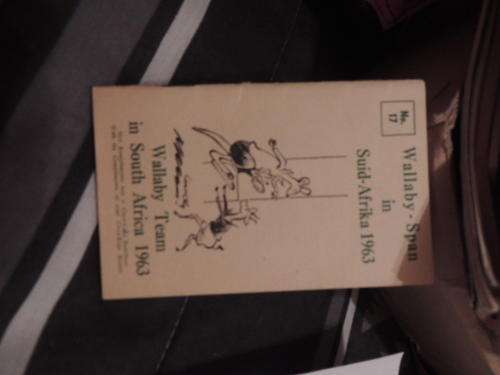 No.
17
Wallaby-Span
in
Suid-Afrika 1963
Wallaby Team
in South Africa 1963